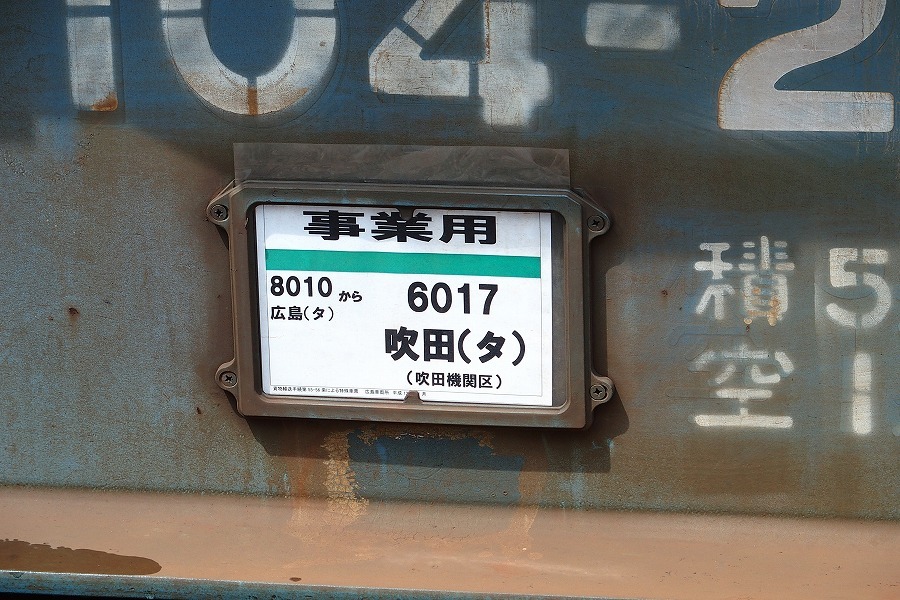 104-2
事業用
8010 から
広島(タ)
6017
吹田(タ)
(吹田機関区)
積 5
空 1